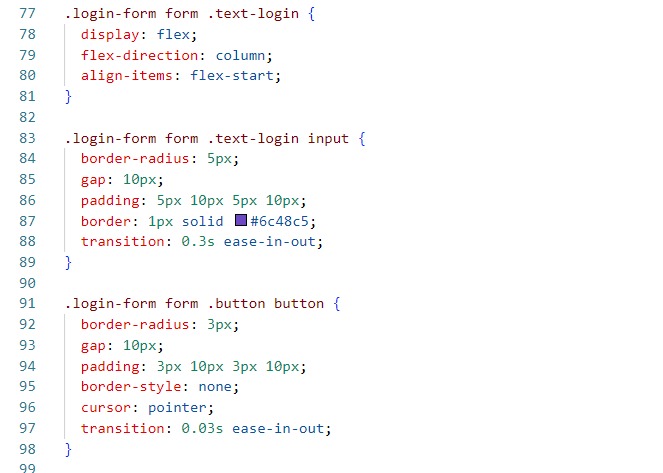 77 .login-form form .text-login {
78 display: flex;
79 flex-direction: column;
80 align-items: flex-start;
81 }
82
83 .login-form form .text-login input {
84 border-radius: 5px;
85 gap: 10px;
86 padding: 5px 10px 5px 10px;
87 border: 1px solid #6c48c5;
88 transition: 0.3s ease-in-out;
89 }
90
91 .login-form form .button button {
92 border-radius: 3px;
93 gap: 10px;
94 padding: 3px 10px 3px 10px;
95 border-style: none;
96 cursor: pointer;
97 transition: 0.03s ease-in-out;
98 }
99